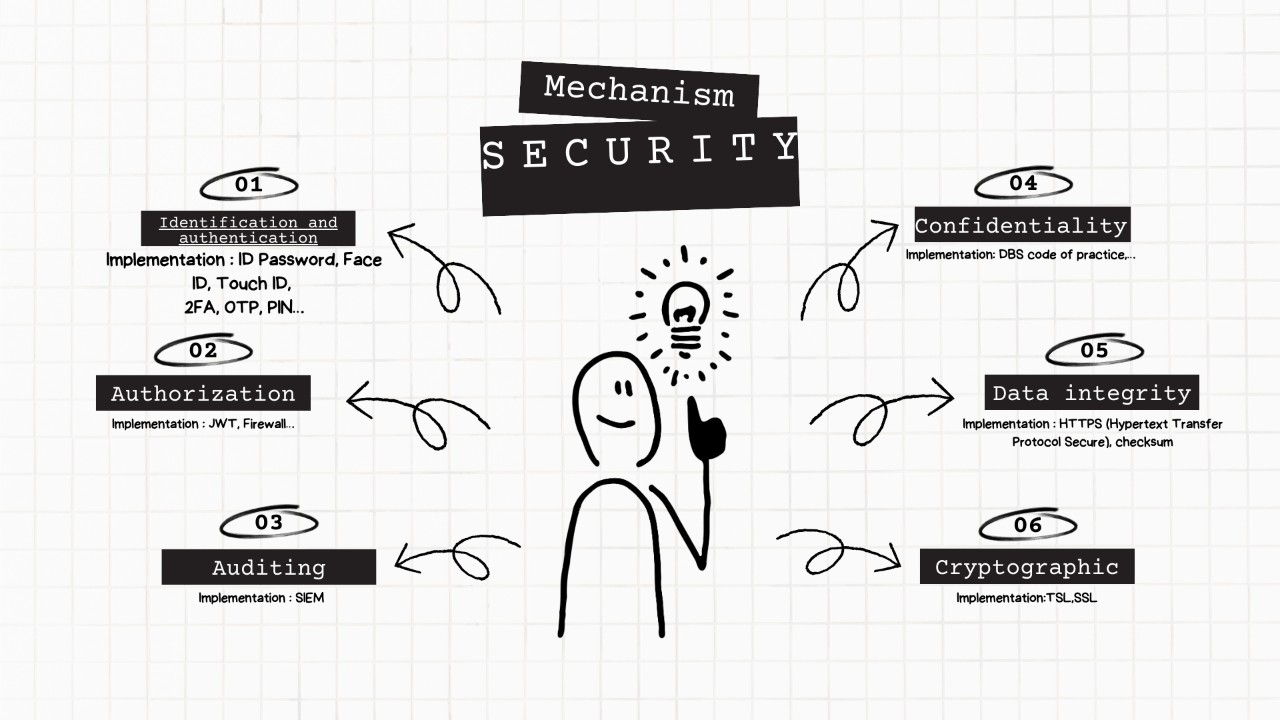 Mechanism
SECURITY
01
Identification and
authentication
Implementation : ID Password, Face
ID, Touch ID,
2FA, OTP, PIN...
02
Authorization
Implementation : JWT, Firewall...
03
Auditing
Implementation : SIEM
04
Confidentiality
Implementation: DBS code of practice,...
05
Data integrity
Implementation : HTTPS (Hypertext Transfer
Protocol Secure), checksum
06
Cryptographic
Implementation:TSL,SSL